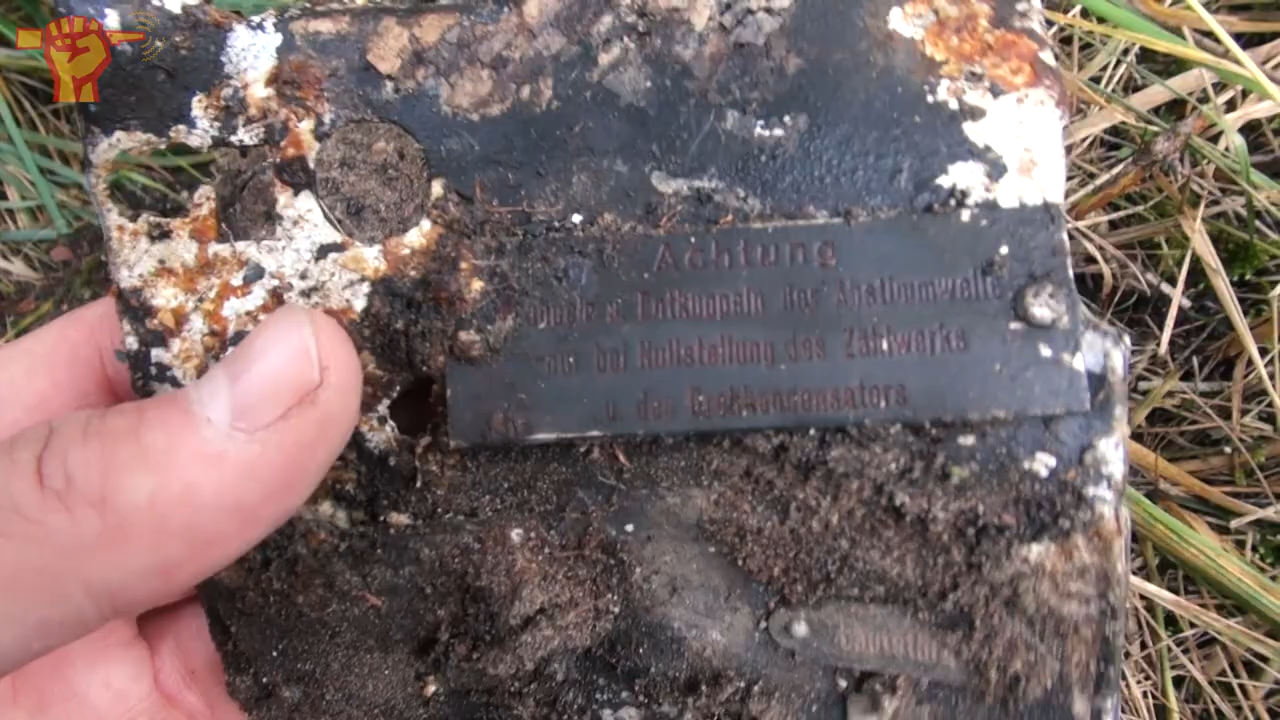 Achtung
u. Entkuppeln der Abstimmwelle
nur bei Nullstellung des Zählwerks
u. des Drehkondensators